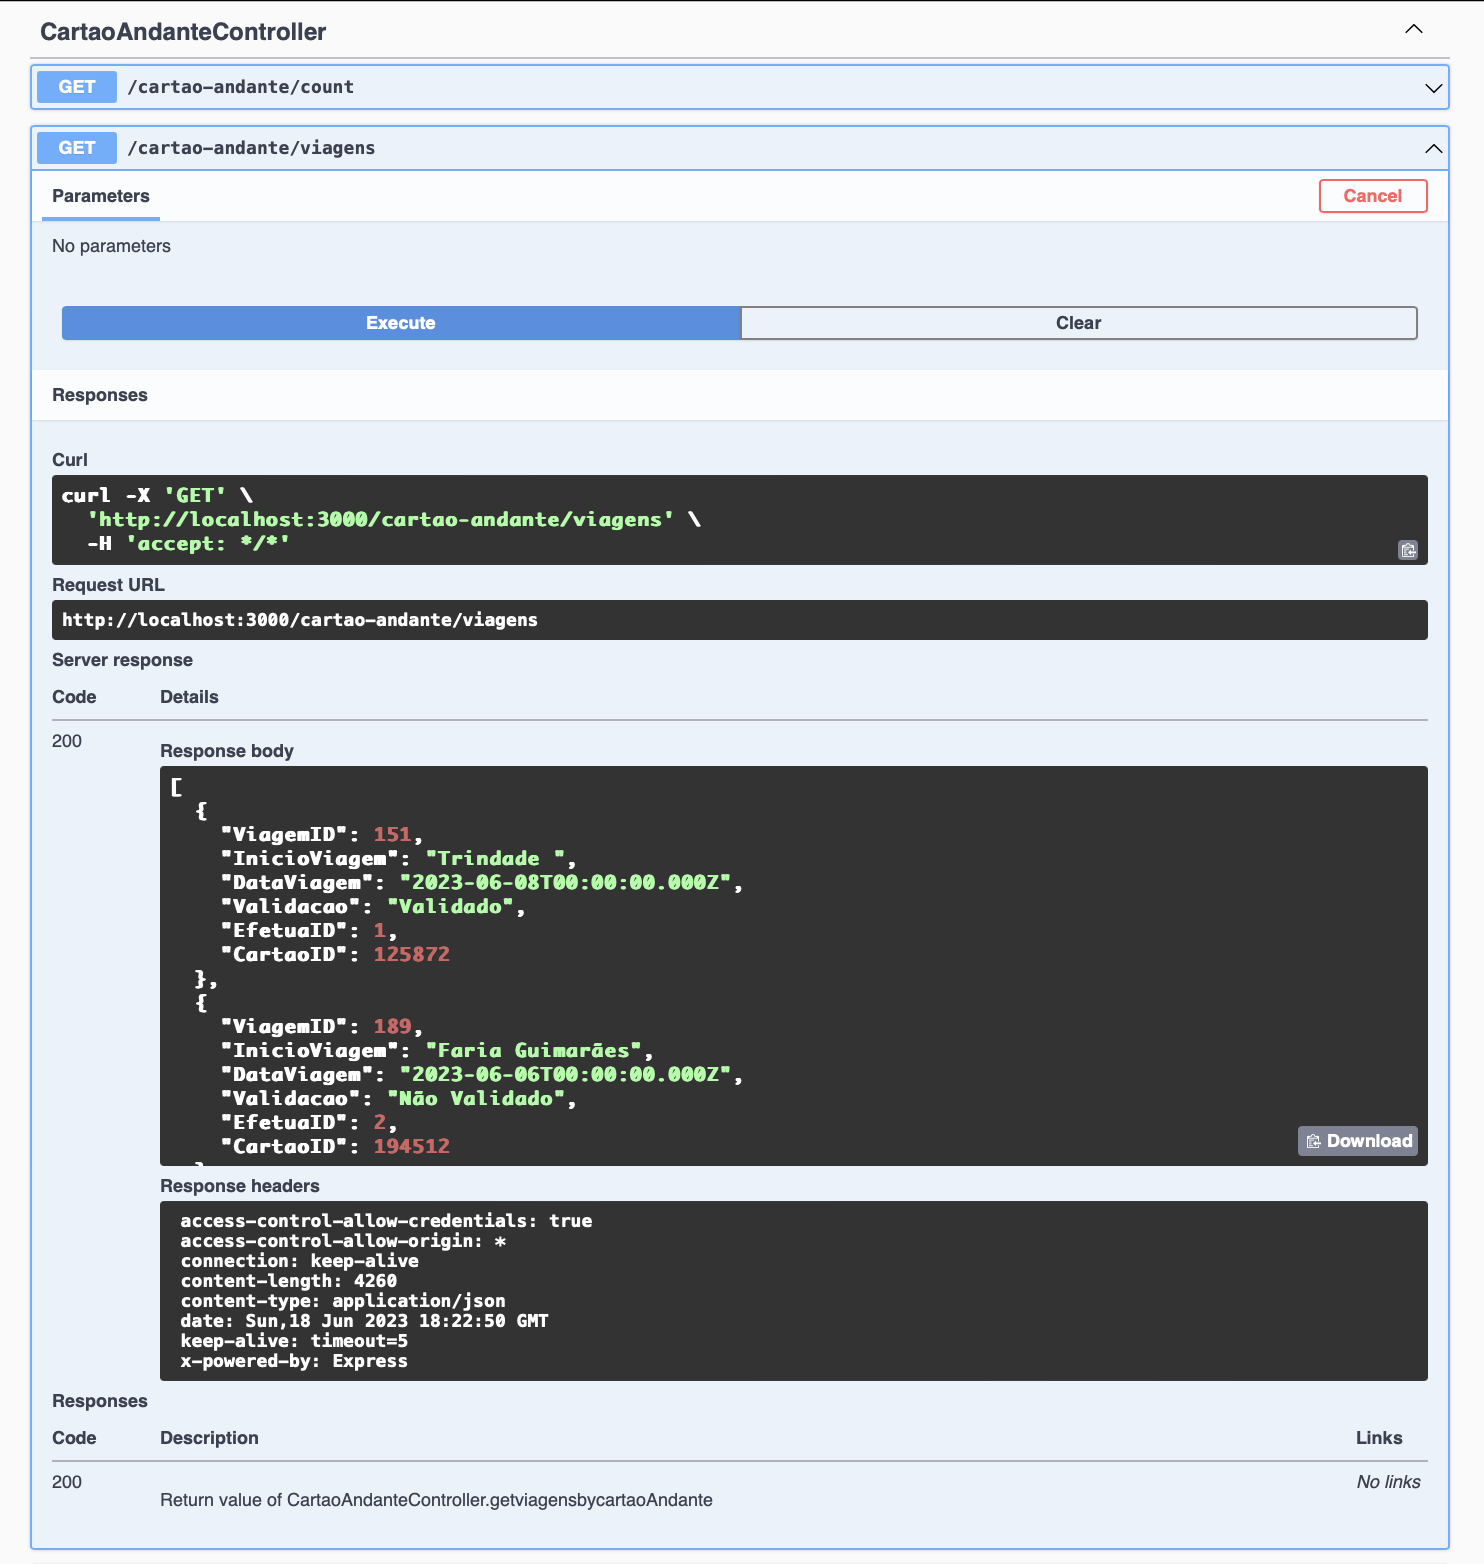 CartaoAndanteController
GET /cartao-andante/count
GET /cartao-andante/viagens
Parameters
Cancel
No parameters
Execute
Clear
Responses
Curl
curl -X 'GET' \
  'http://localhost:3000/cartao-andante/viagens' \
  -H 'accept: */*'
Request URL
http://localhost:3000/cartao-andante/viagens
Server response
Code Details
200
Response body
[
  {
    "ViagemID": 151,
    "InicioViagem": "Trindade ",
    "DataViagem": "2023-06-08T00:00:00.000Z",
    "Validacao": "Validado",
    "EfetuaID": 1,
    "CartaoID": 125872
  },
  {
    "ViagemID": 189,
    "InicioViagem": "Faria Guimarães",
    "DataViagem": "2023-06-06T00:00:00.000Z",
    "Validacao": "Não Validado",
    "EfetuaID": 2,
    "CartaoID": 194512
Download
Response headers
access-control-allow-credentials: true
access-control-allow-origin: *
connection: keep-alive
content-length: 4260
content-type: application/json
date: Sun,18 Jun 2023 18:22:50 GMT
keep-alive: timeout=5
x-powered-by: Express
Responses
Code Description Links
200 No links
Return value of CartaoAndanteController.getviagensbycartaoAndante